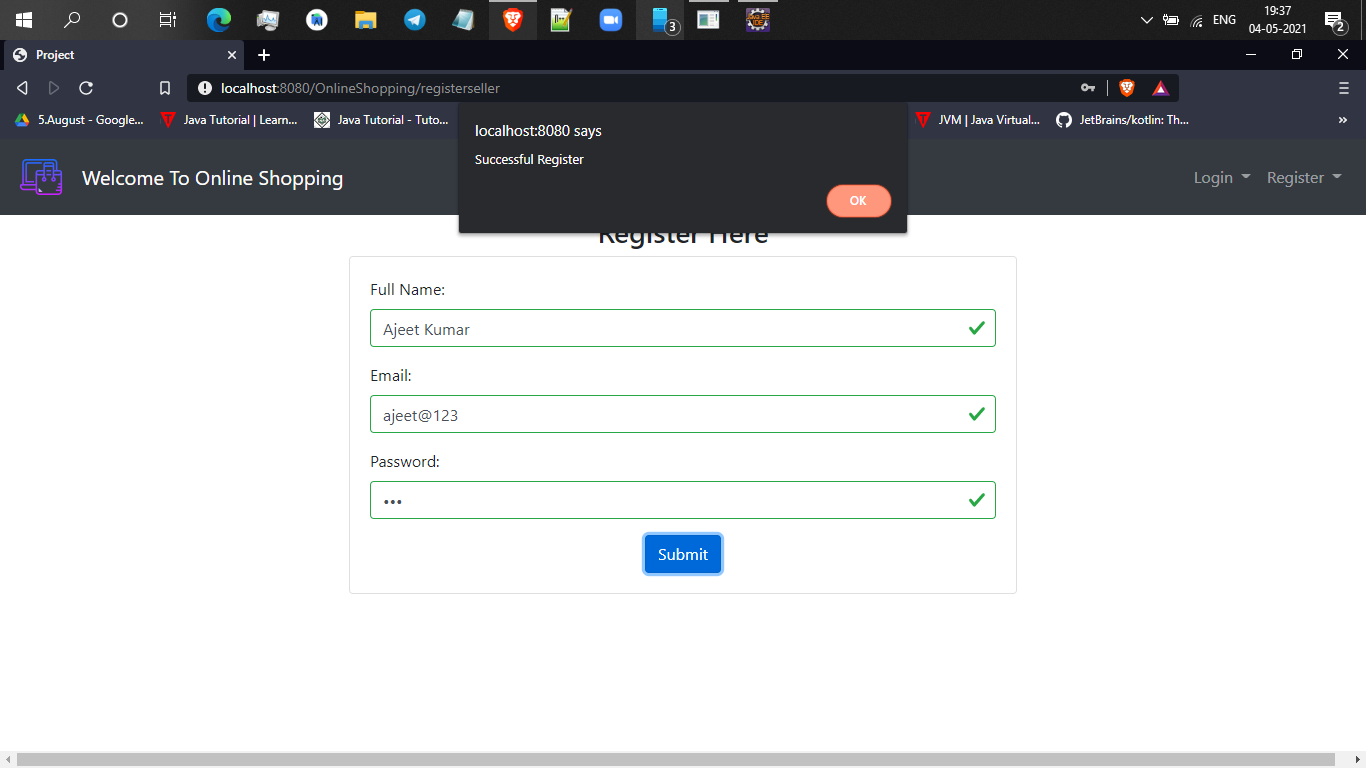 ENG
19:37
04-05-2021
3
2
Project
localhost:8080/OnlineShopping/registerseller
5.August - Google...
Java Tutorial | Learn...
Java Tutorial - Tuto...
JVM | Java Virtual...
JetBrains/kotlin: Th...
»
localhost:8080 says
Successful Register
OK
Welcome To Online Shopping
Login
Register
Register Here
Full Name:
Ajeet Kumar
Email:
ajeet@123
Password:
•••
Submit